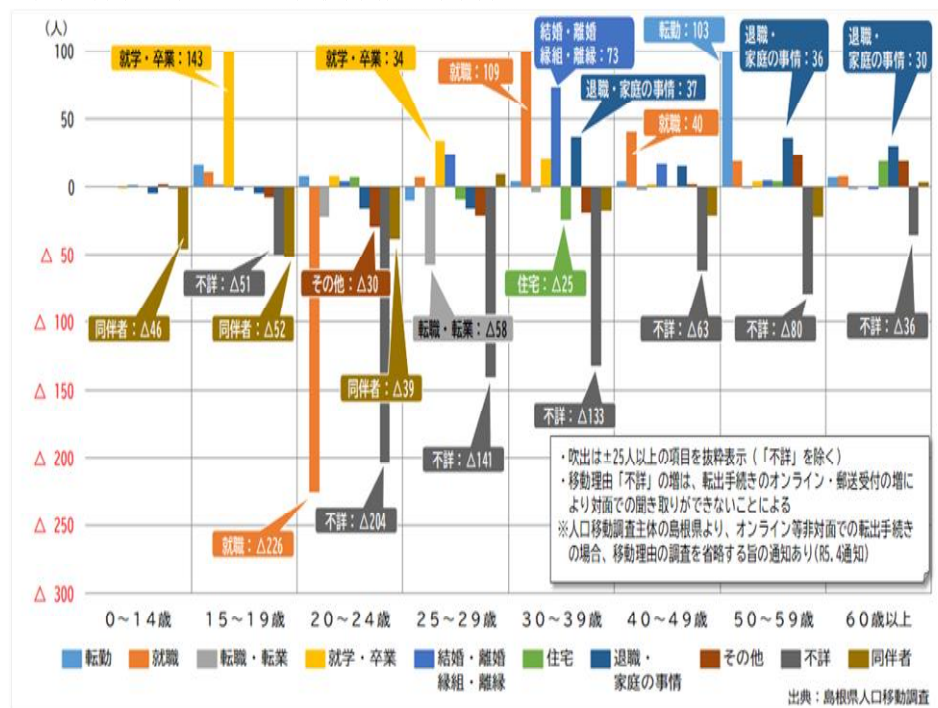 (人)
100
50
0
△ 50
△ 100
△ 150
△ 200
△ 250
△ 300
就学・卒業：143
就学・卒業：34
就職：109
結婚・離婚
縁組・離縁：73
退職・家庭の事情：37
就職：40
転勤：103
退職・
家庭の事情：36
退職・
家庭の事情：30
同伴者：△46
不詳：△51
同伴者：△52
その他：△30
同伴者：△39
転職・転業：△58
住宅：△25
不詳：△63
不詳：△80
不詳：△36
不詳：△133
不詳：△141
不詳：△204
就職：△226
・吹出は±25人以上の項目を抜粋表示（「不詳」を除く）
・移動理由「不詳」の増は、転出手続きのオンライン・郵送受付の増に
より対面での聞き取りができないことによる
※人口移動調査主体の島根県より、オンライン等非対面での転出手続き
の場合、移動理由の調査を省略する旨の通知あり(R5.4通知)
0～14歳 15～19歳 20～24歳 25～29歳 30～39歳 40～49歳 50～59歳 60歳以上
転勤 就職 転職・転業 就学・卒業 結婚・離婚 住宅 退職・ その他 不詳 同伴者
縁組・離縁 家庭の事情
出典：島根県人口移動調査